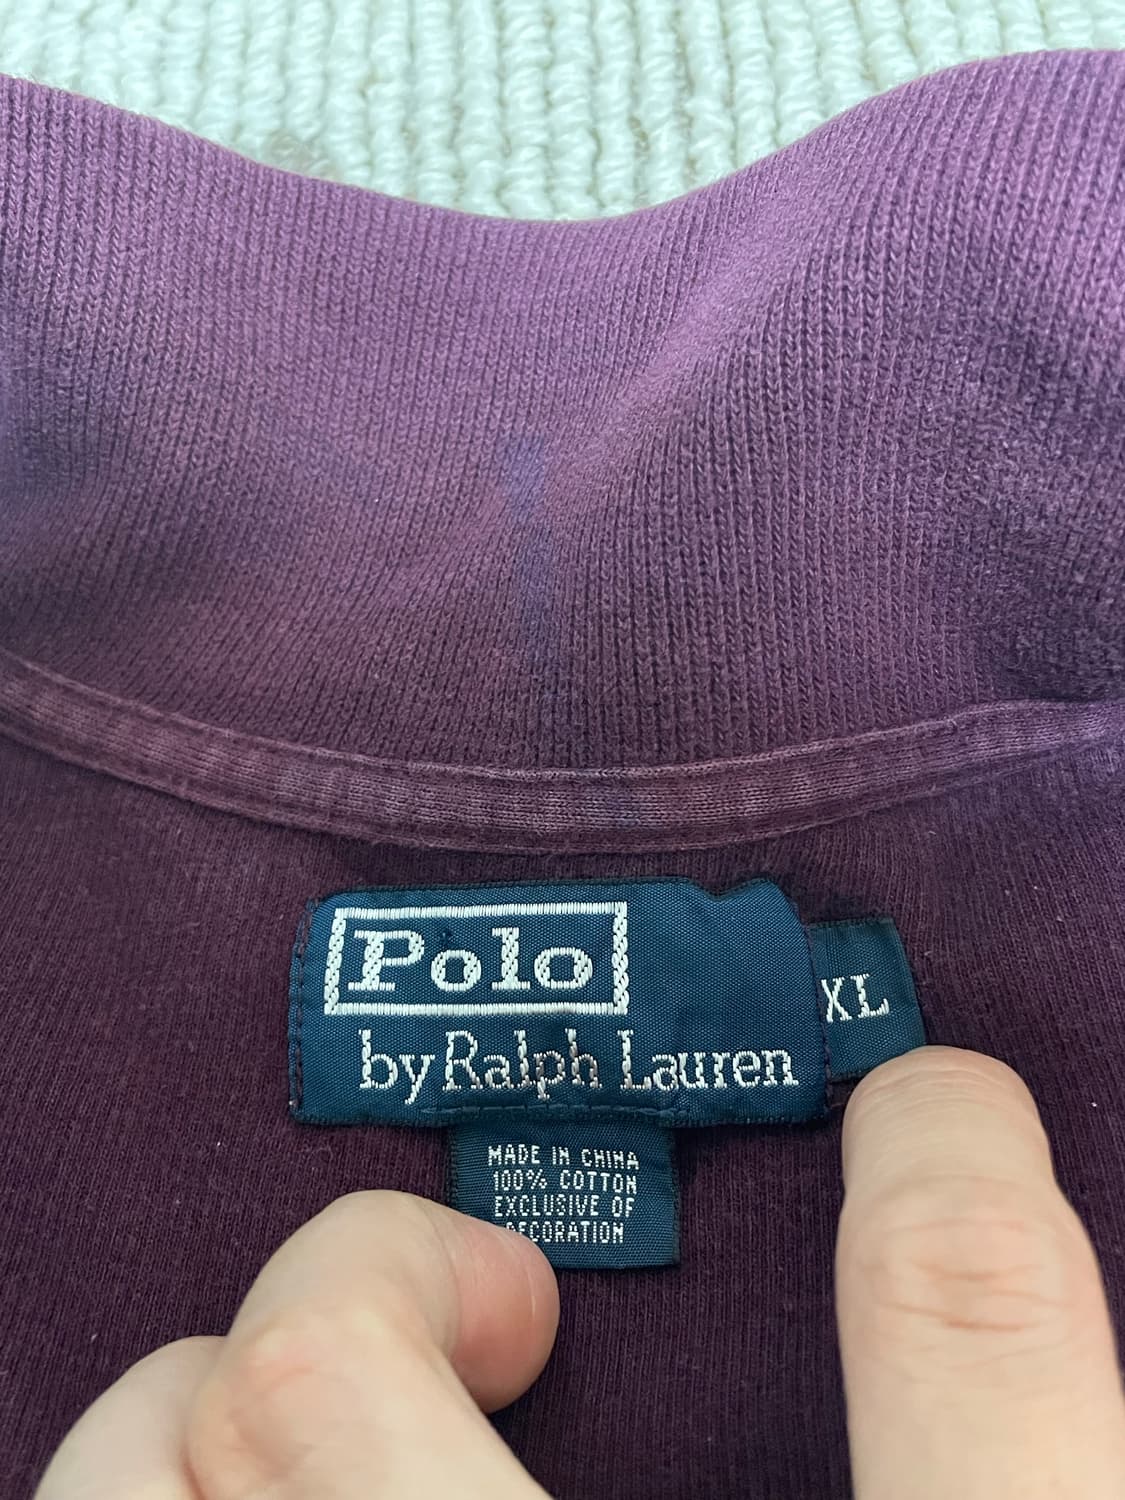 Polo
by Ralph Lauren
XL
MADE IN CHINA
100% COTTON
EXCLUSIVE OF
DECORATION